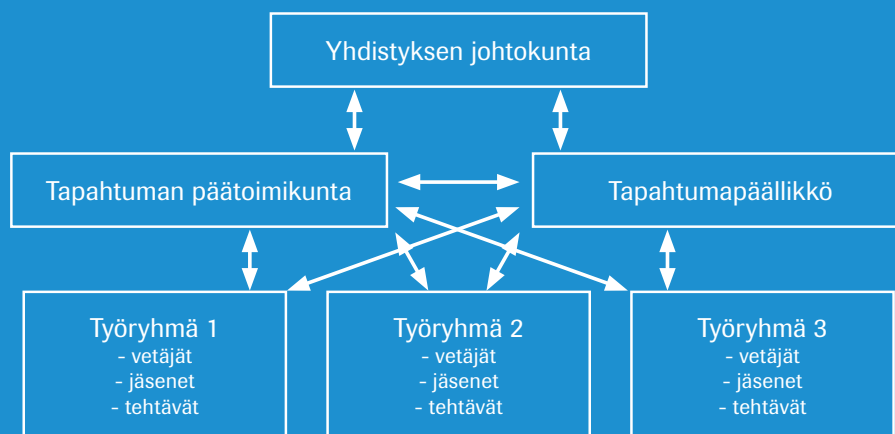 Yhdistyksen johtokunta
Tapahtuman päätoimikunta
Tapahtumapäällikkö
Työryhmä 1
- vetäjät
- jäsenet
- tehtävät
Työryhmä 2
- vetäjät
- jäsenet
- tehtävät
Työryhmä 3
- vetäjät
- jäsenet
- tehtävät